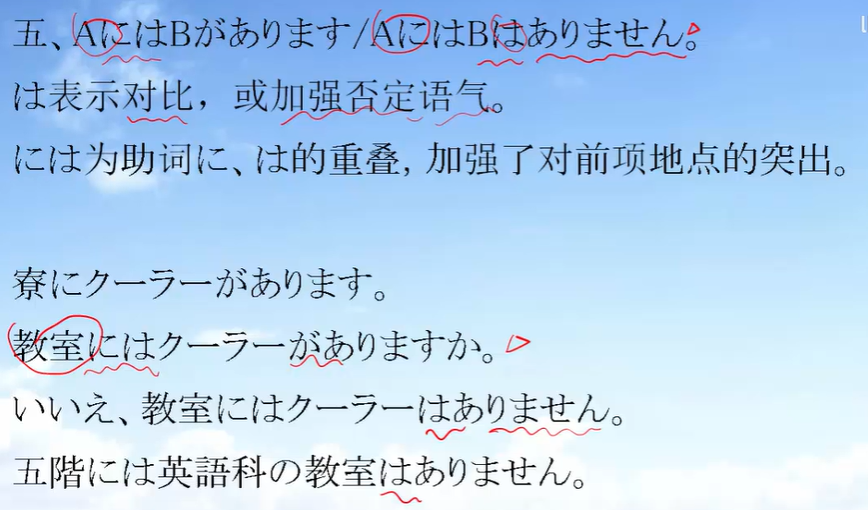 五、AにはBがあります/AにはBはありません。
は表示对比，或加强否定语气。
には为助词に、は的重叠，加强了对前项地点的突出。
寮にクーラーがあります。
教室にはクーラーがありますか。
いいえ、教室にはクーラーはありません。
五階には英語科の教室はありません。